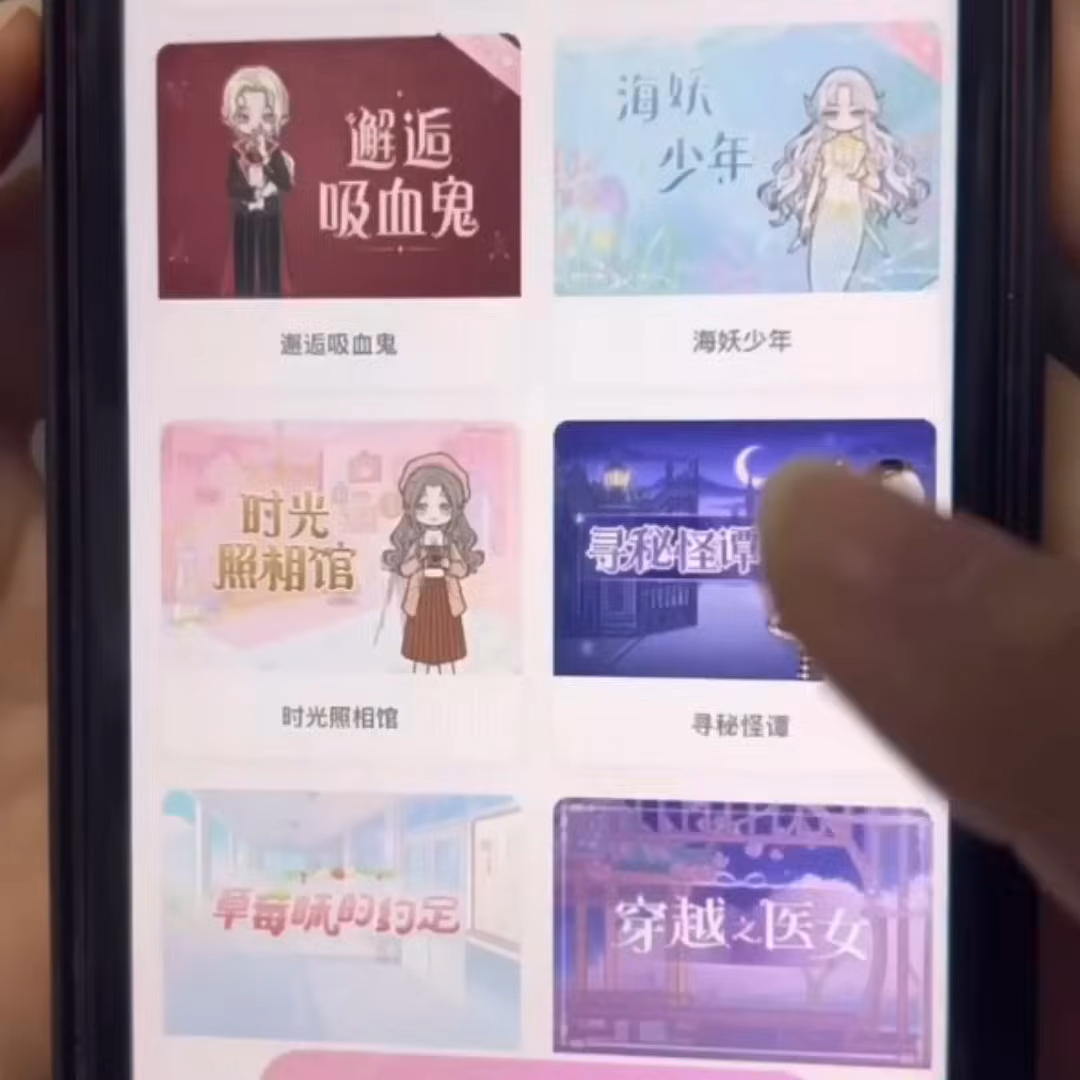 邂逅
吸血鬼
海妖
少年
邂逅吸血鬼
海妖少年
时光
照相馆
寻秘怪谭
时光照相馆
寻秘怪谭
草莓味的约定
穿越之医女